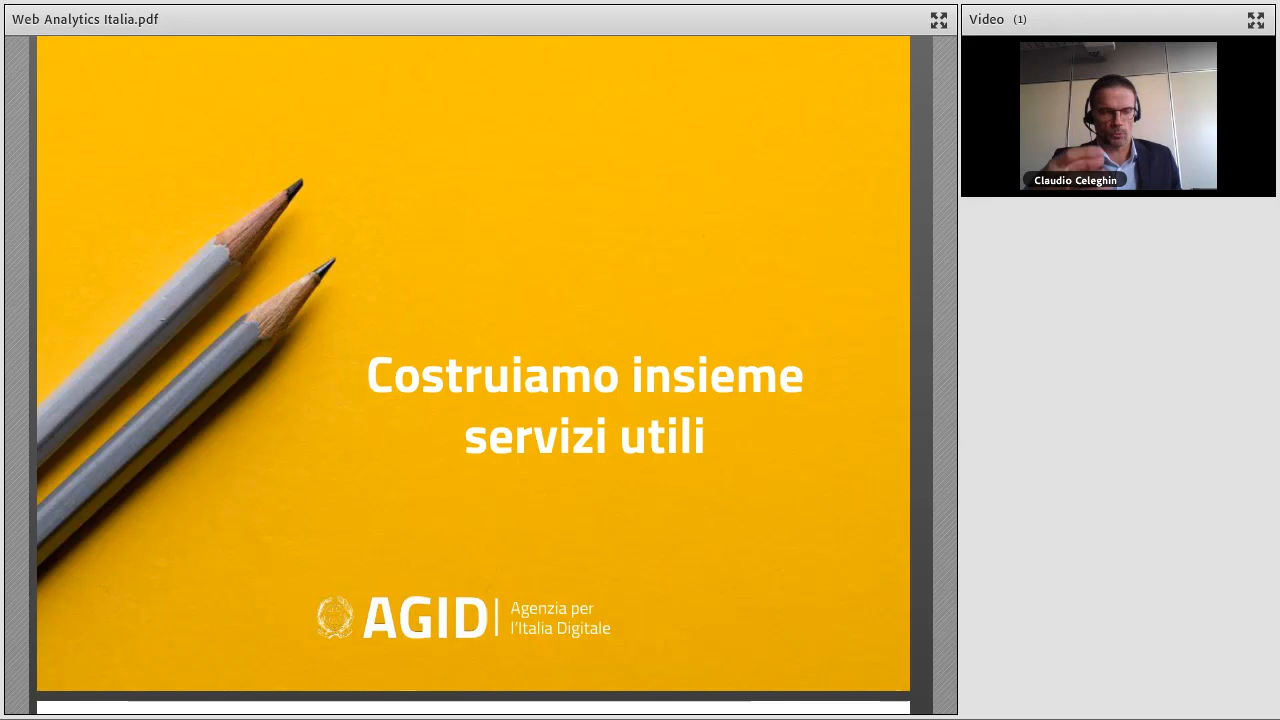 Web Analytics Italia.pdf
Video (1)
Claudio Celeghin
Costruiamo insieme
servizi utili
AGID
Agenzia per
l'Italia Digitale